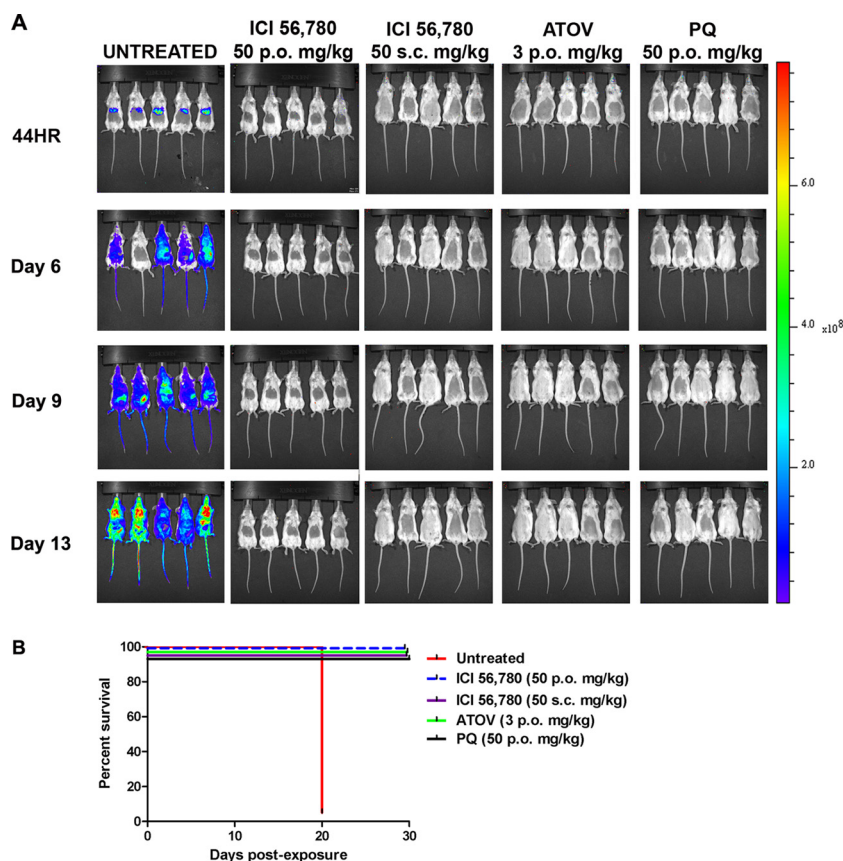 A
UNTREATED
ICI 56,780
50 p.o. mg/kg
ICI 56,780
50 s.c. mg/kg
ATOV
3 p.o. mg/kg
PQ
50 p.o. mg/kg
44HR
Day 6
Day 9
Day 13
6.0
4.0
x10⁸
2.0
B
Percent survival
100
80
60
40
20
0
0
10
20
30
Days post-exposure
Untreated
ICI 56,780 (50 p.o. mg/kg)
ICI 56,780 (50 s.c. mg/kg)
ATOV (3 p.o. mg/kg)
PQ (50 p.o. mg/kg)